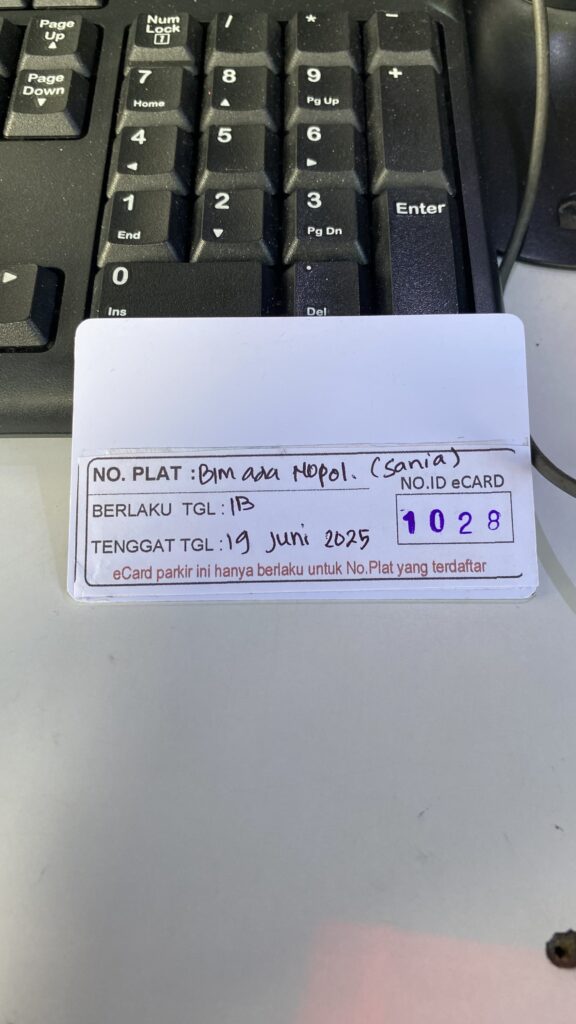 Page Up
Page Down
Num Lock
/
*
-
7 Home
8
9 Pg Up
+
4
5
6
1 End
2
3 Pg Dn
Enter
0 Ins
. Del
NO. PLAT : BLM ada Nopol. (Sania)
NO.ID eCARD
BERLAKU TGL : 1B
1028
TENGGAT TGL : 19 Juni 2025
eCard parkir ini hanya berlaku untuk No.Plat yang terdaftar